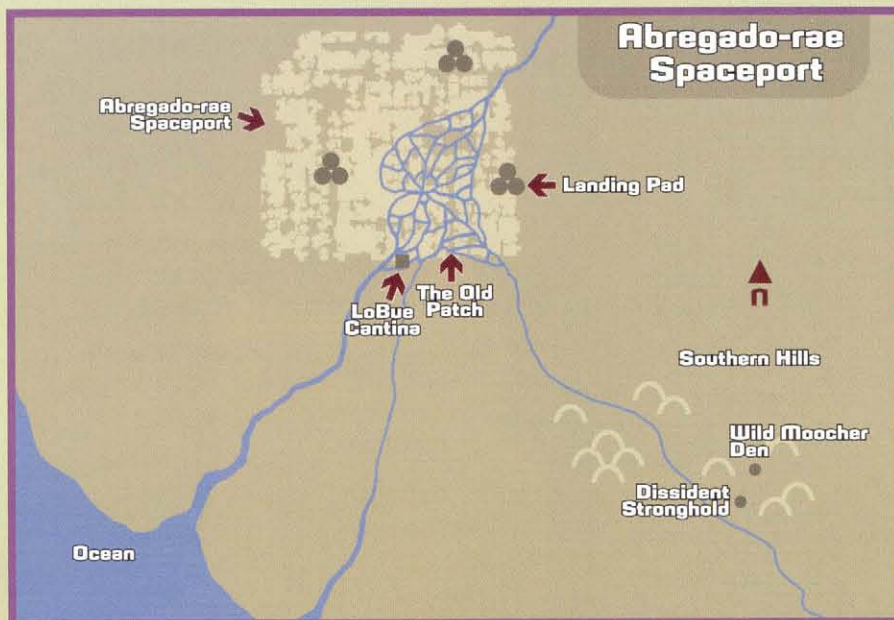 Abregado-rae
Spaceport
Abregado-rae
Spaceport
Landing Pad
LoBue
Cantina
The Old
Patch
n
Southern Hills
Wild Moocher
Den
Dissident
Stronghold
Ocean